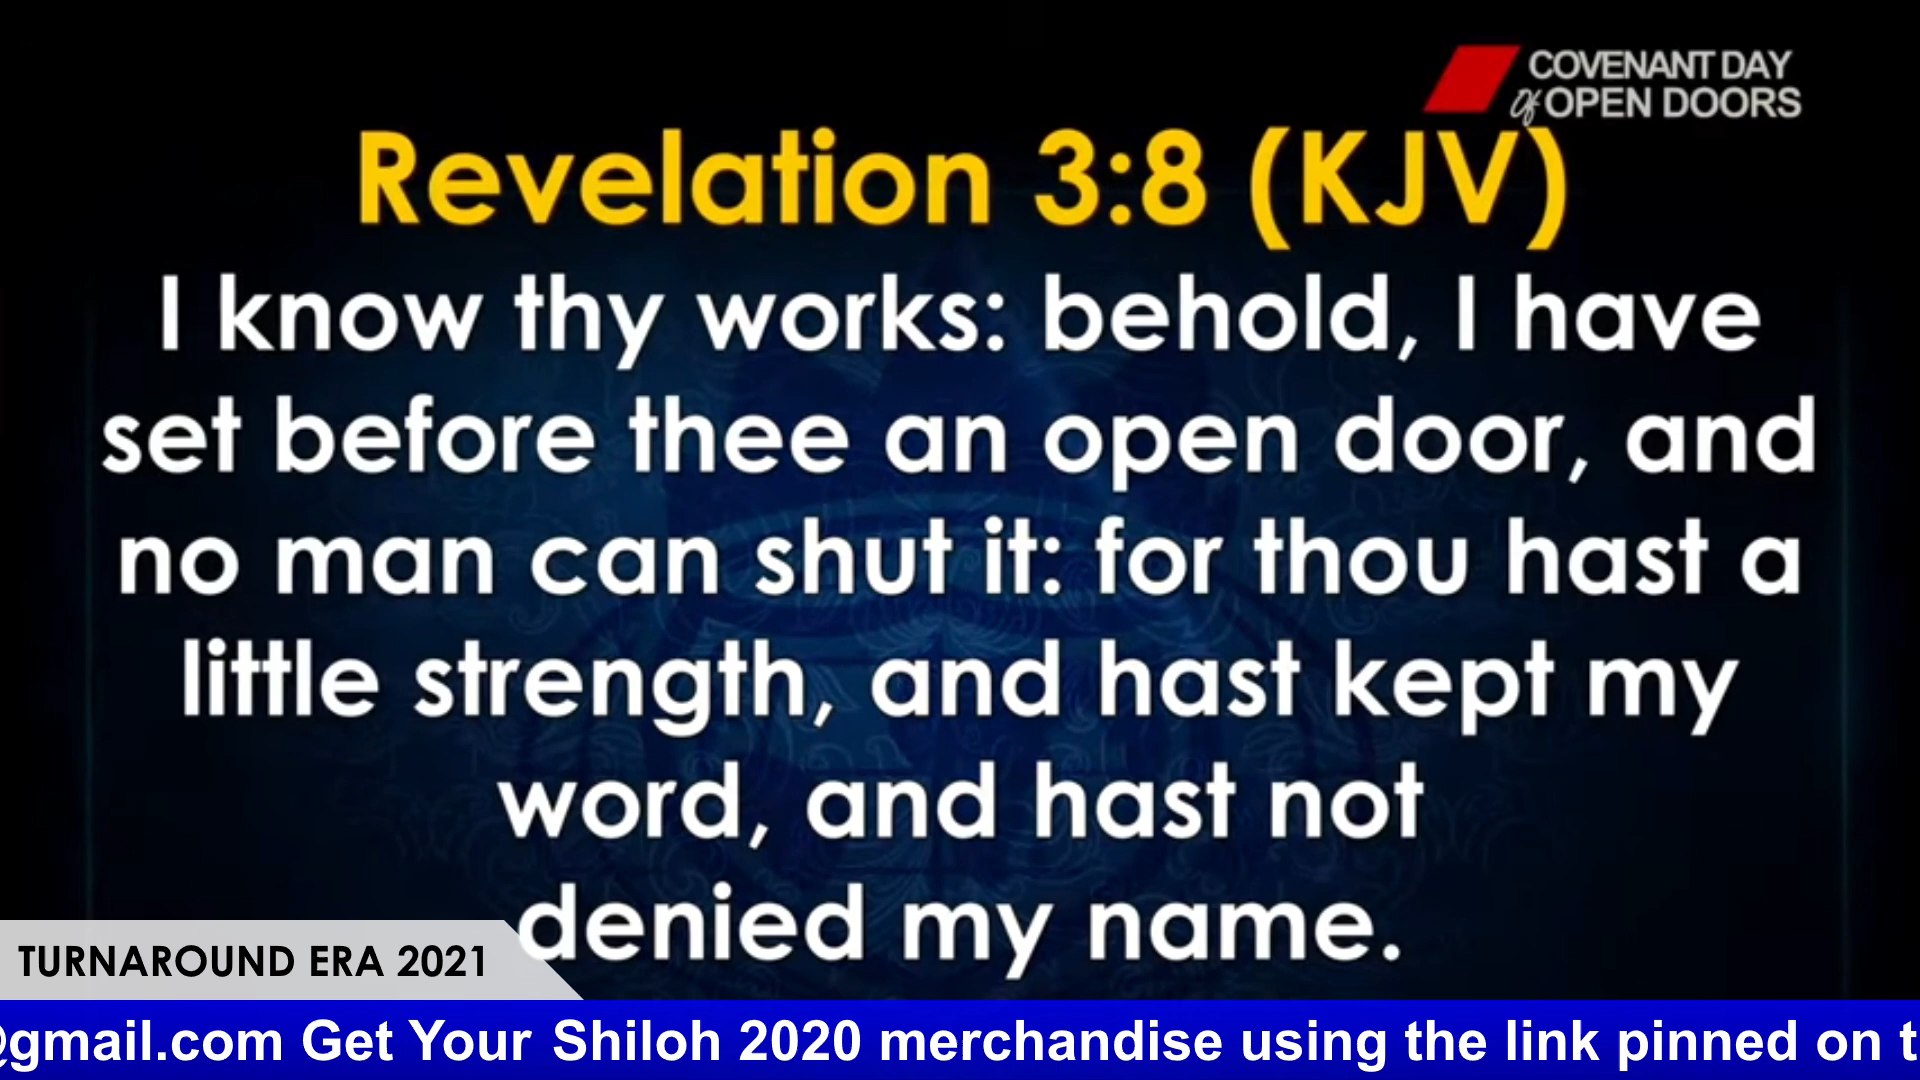 COVENANT DAY
Of OPEN DOORS
Revelation 3:8 (KJV)
I know thy works: behold, I have
set before thee an open door, and
no man can shut it: for thou hast a
little strength, and hast kept my
word, and hast not
denied my name.
TURNAROUND ERA 2021
@gmail.com Get Your Shiloh 2020 merchandise using the link pinned on t